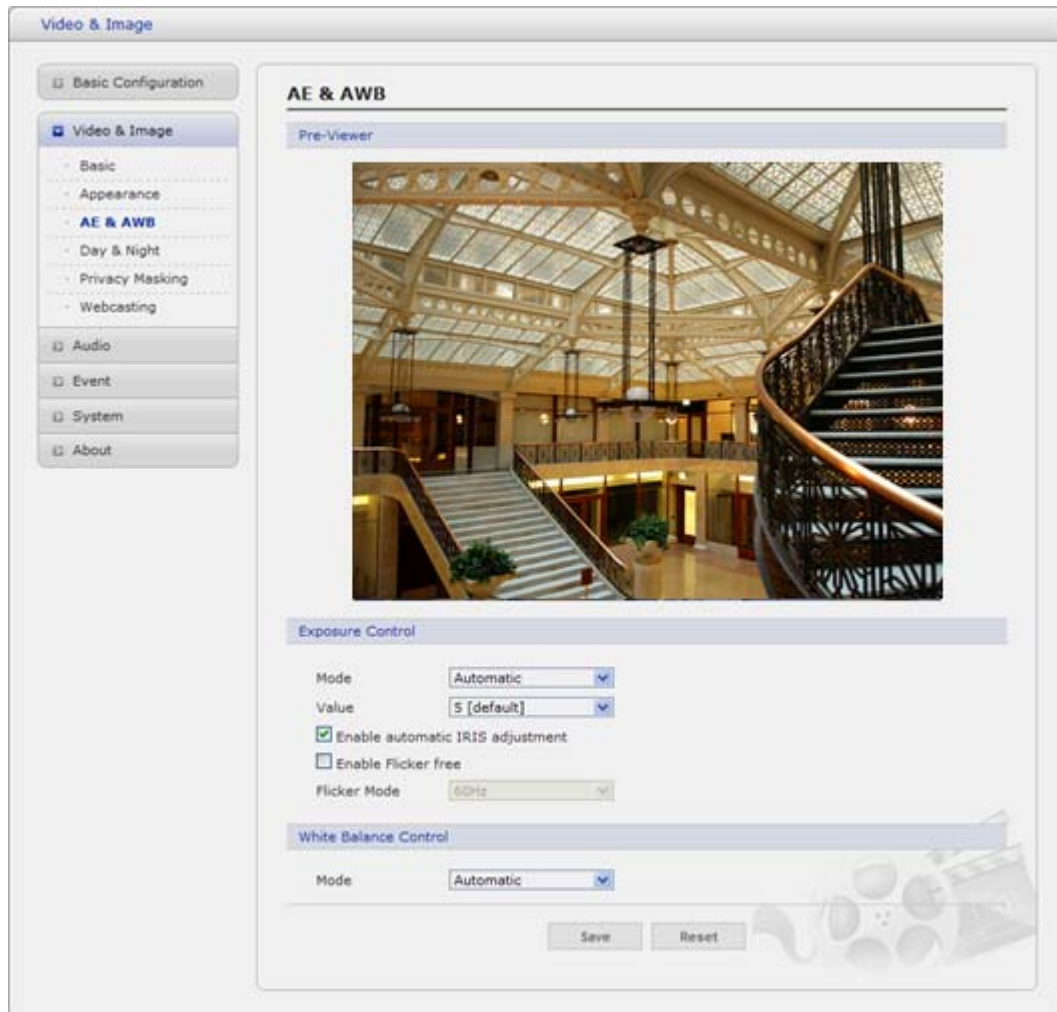 Video & Image
Basic Configuration
Video & Image
Basic
Appearance
AE & AWB
Day & Night
Privacy Masking
Webcasting
Audio
Event
System
About
AE & AWB
Pre-Viewer
Exposure Control
Mode Automatic
Value 5 [default]
Enable automatic IRIS adjustment
Enable Flicker free
Flicker Mode 60Hz
White Balance Control
Mode Automatic
Save Reset